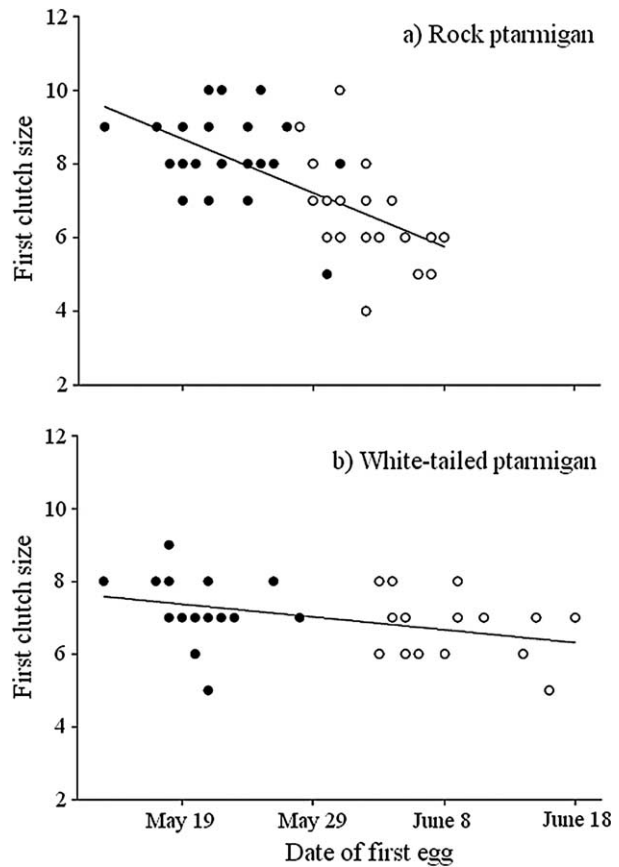 12
a) Rock ptarmigan
10
8
6
4
2
First clutch size
12
b) White-tailed ptarmigan
10
8
6
4
2
First clutch size
May 19 May 29 June 8 June 18
Date of first egg